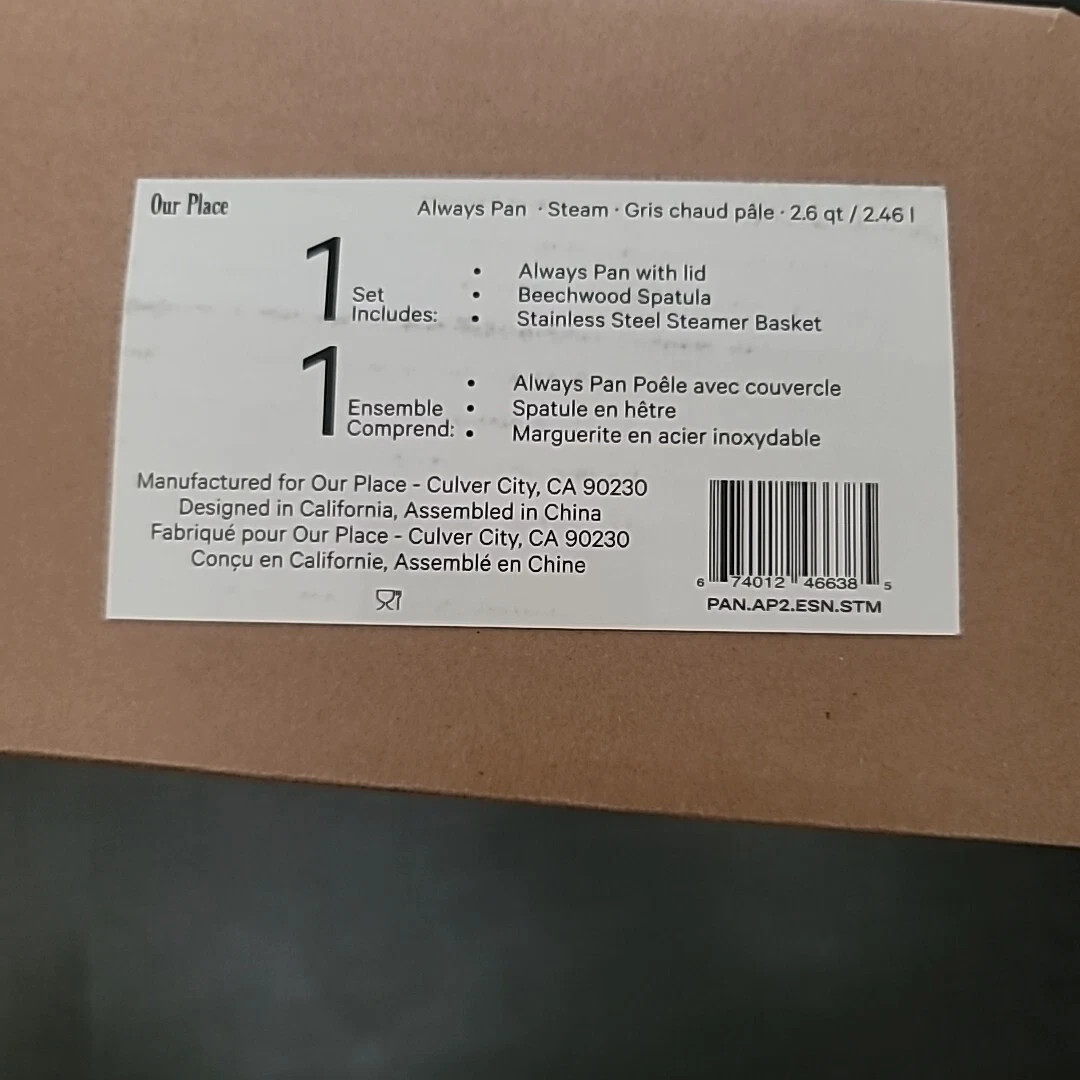 Our Place
Always Pan · Steam · Gris chaud pâle · 2.6 qt / 2.46 l
1 Set Includes:
• Always Pan with lid
• Beechwood Spatula
• Stainless Steel Steamer Basket
1 Ensemble Comprend:
• Always Pan Poêle avec couvercle
• Spatule en hêtre
• Marguerite en acier inoxydable
Manufactured for Our Place - Culver City, CA 90230
Designed in California, Assembled in China
Fabriqué pour Our Place - Culver City, CA 90230
Conçu en Californie, Assemblé en Chine
6 74012 46638 5
PAN.AP2.ESN.STM